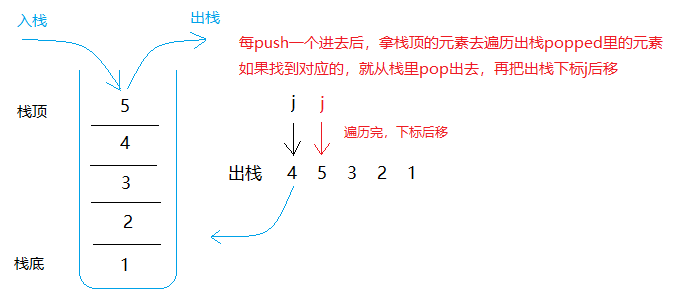 入栈
出栈
每push一个进去后，拿栈顶的元素去遍历出栈popped里的元素
如果找到对应的，就从栈里pop出去，再把出栈下标j后移
栈顶
5
j
j
4
遍历完，下标后移
3
出栈 4 5 3 2 1
2
栈底
1